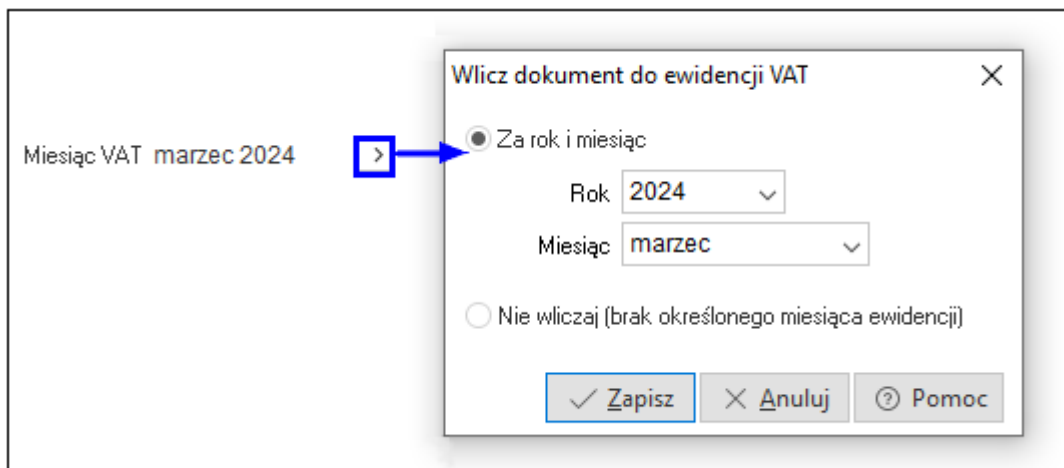 Wlicz dokument do ewidencji VAT
Miesiąc VAT marzec 2024
Za rok i miesiąc
Rok 2024
Miesiąc marzec
Nie wliczaj (brak określonego miesiąca ewidencji)
Zapisz Anuluj Pomoc